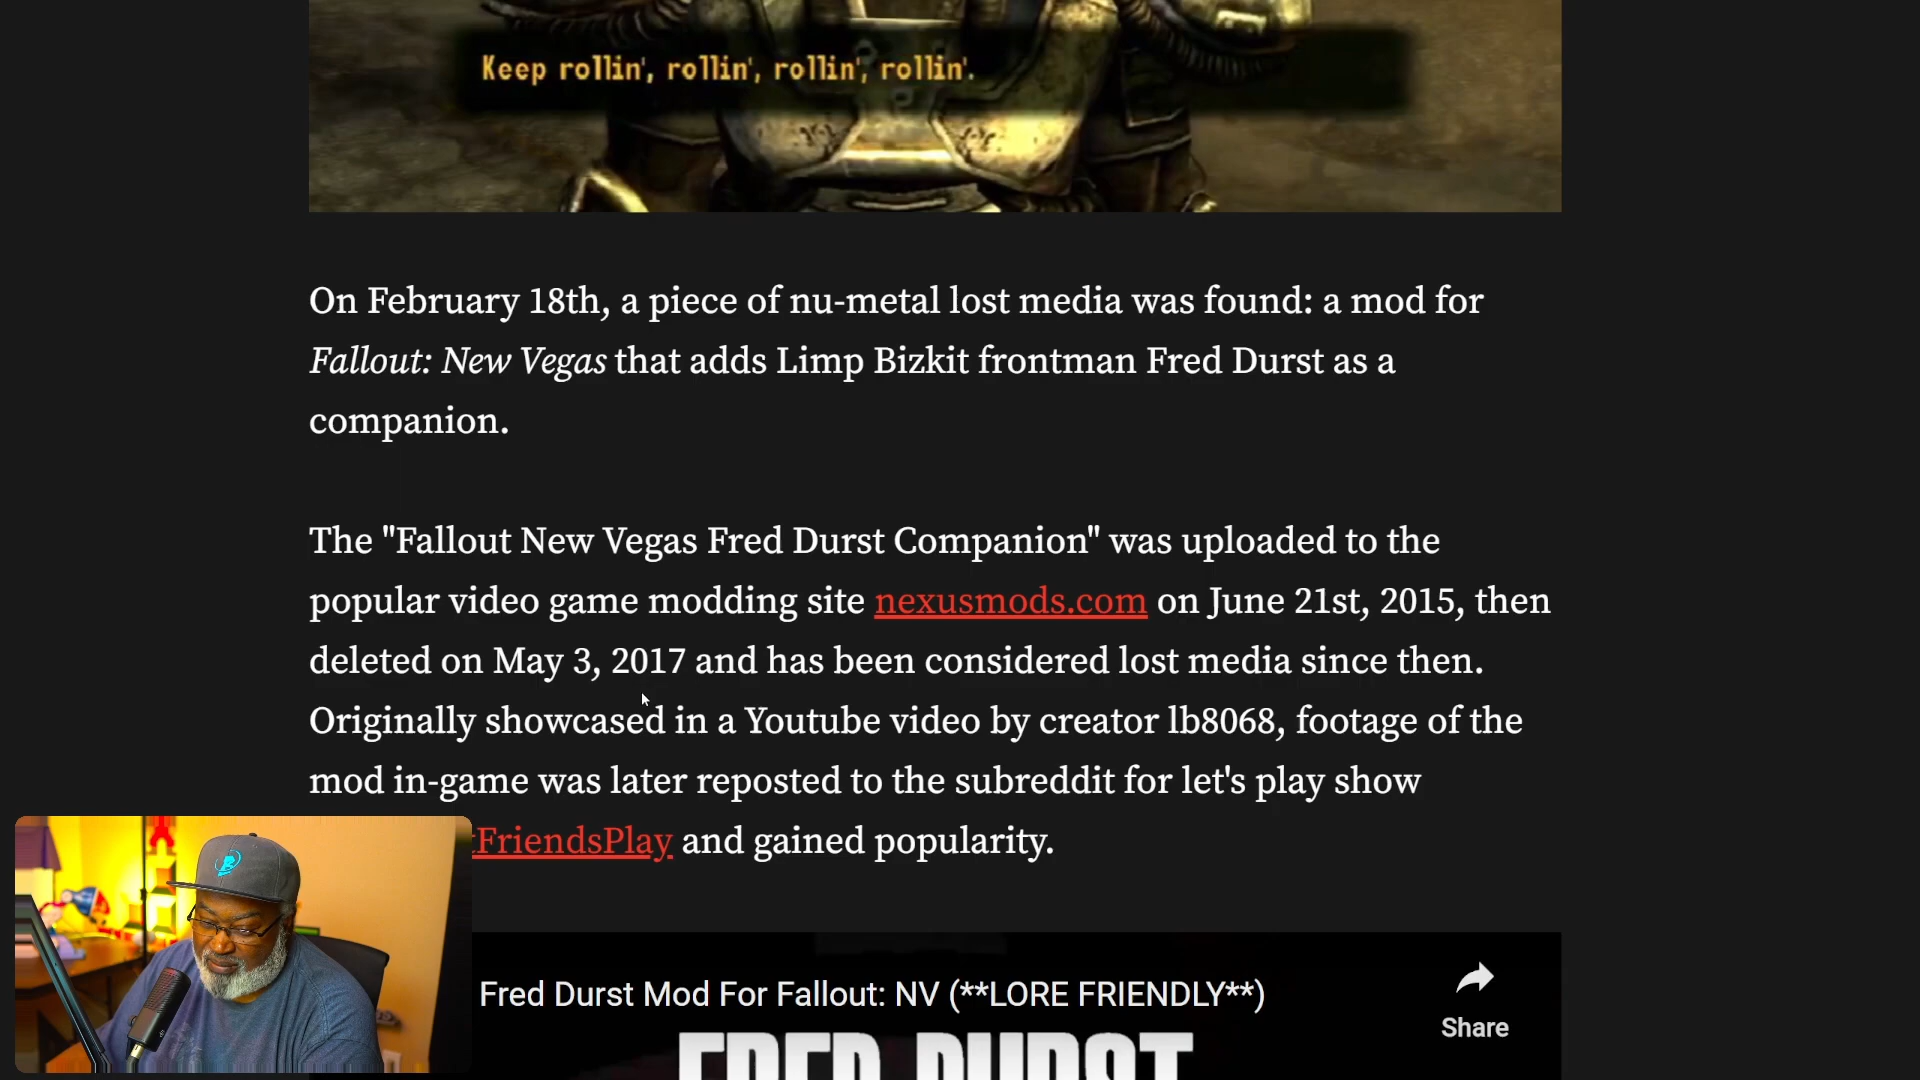 Keep rollin', rollin', rollin', rollin'.
On February 18th, a piece of nu-metal lost media was found: a mod for
Fallout: New Vegas that adds Limp Bizkit frontman Fred Durst as a
companion.
The "Fallout New Vegas Fred Durst Companion" was uploaded to the
popular video game modding site nexusmods.com on June 21st, 2015, then
deleted on May 3, 2017 and has been considered lost media since then.
Originally showcased in a Youtube video by creator lb8068, footage of the
mod in-game was later reposted to the subreddit for let's play show
tFriendsPlay and gained popularity.
Fred Durst Mod For Fallout: NV (**LORE FRIENDLY**)
Share
FRED DURST